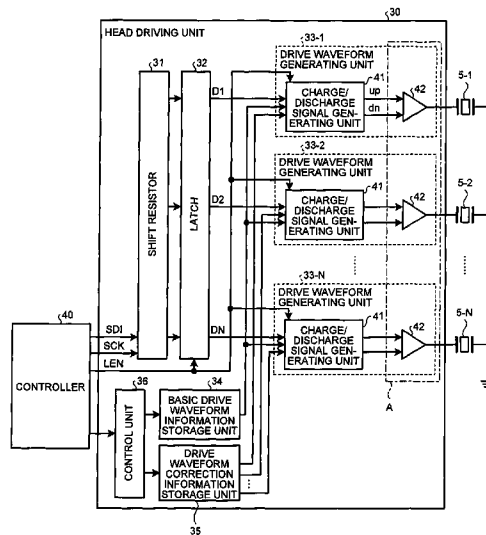 30
HEAD DRIVING UNIT
31
32
SHIFT RESISTOR
LATCH
D1
D2
DN
33-1
DRIVE WAVEFORM
GENERATING UNIT
41
CHARGE/
DISCHARGE
SIGNAL GEN-
ERATING UNIT
up
dn
42
5-1
33-2
DRIVE WAVEFORM
GENERATING UNIT
41
CHARGE/
DISCHARGE
SIGNAL GEN-
ERATING UNIT
42
5-2
33-N
DRIVE WAVEFORM
GENERATING UNIT
41
CHARGE/
DISCHARGE
SIGNAL GEN-
ERATING UNIT
42
5-N
A
40
CONTROLLER
SDI
SCK
LEN
36
CONTROL UNIT
34
BASIC DRIVE
WAVEFORM
INFORMATION
STORAGE UNIT
DRIVE
WAVEFORM
CORRECTION
INFORMATION
STORAGE UNIT
35